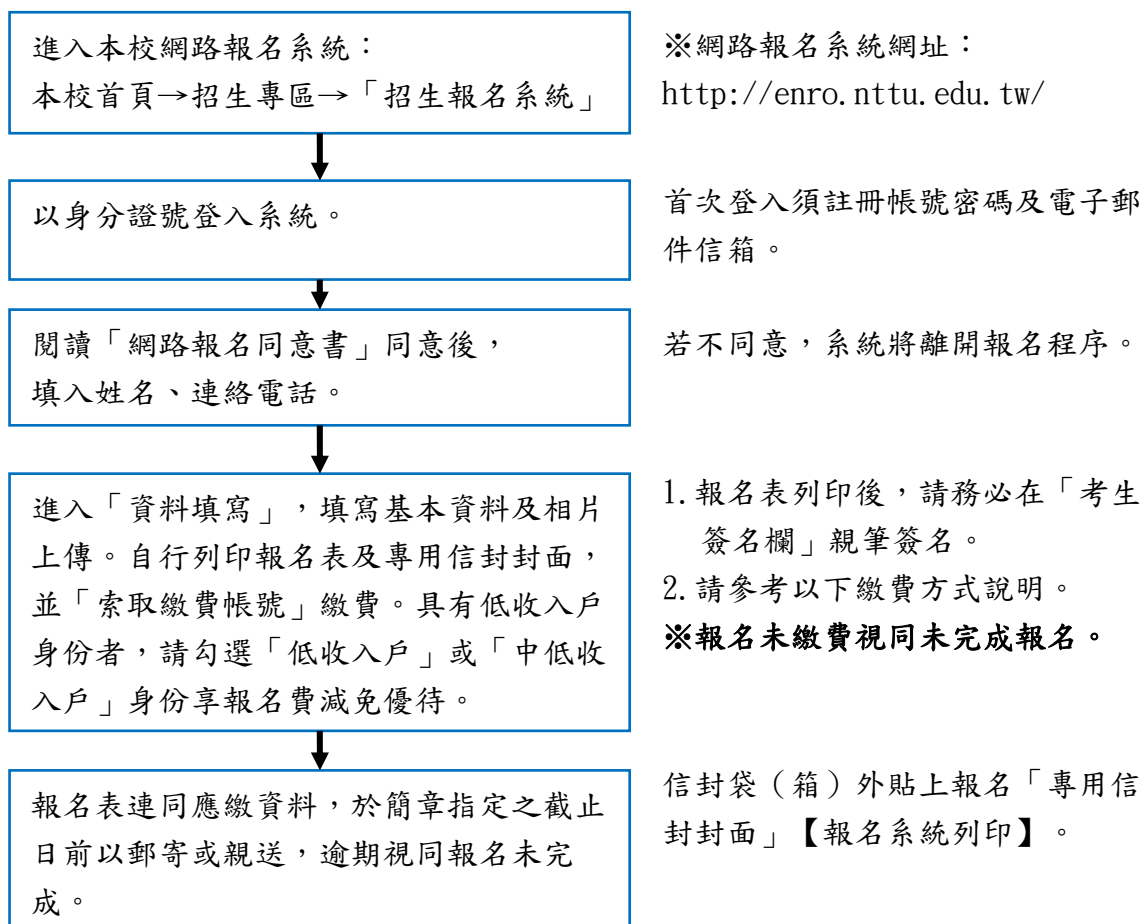 進入本校網路報名系統：
本校首頁→招生專區→「招生報名系統」
※網路報名系統網址：
http://enro.nttu.edu.tw/
以身分證號登入系統。
首次登入須註冊帳號密碼及電子郵
件信箱。
閱讀「網路報名同意書」同意後，
填入姓名、連絡電話。
若不同意，系統將離開報名程序。
進入「資料填寫」，填寫基本資料及相片
上傳。自行列印報名表及專用信封封面，
並「索取繳費帳號」繳費。具有低收入戶
身份者，請勾選「低收入戶」或「中低收
入戶」身份享報名費減免優待。
1.報名表列印後，請務必在「考生
簽名欄」親筆簽名。
2.請參考以下繳費方式說明。
※報名未繳費視同未完成報名。
報名表連同應繳資料，於簡章指定之截止
日前以郵寄或親送，逾期視同報名未完
成。
信封袋（箱）外貼上報名「專用信
封封面」【報名系統列印】。